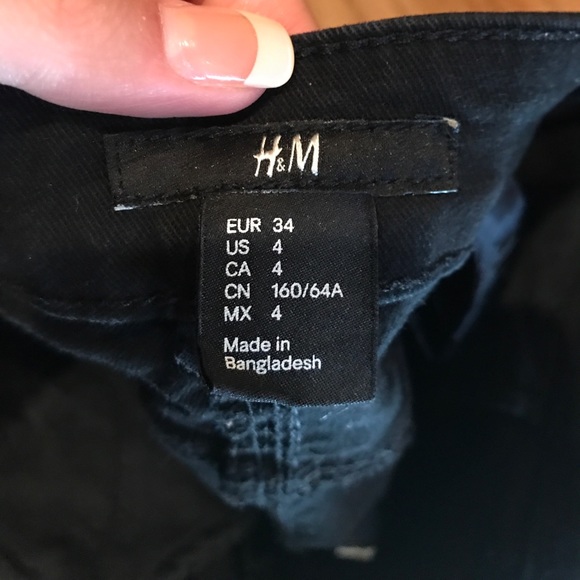 H&M
EUR 34
US 4
CA 4
CN 160/64A
MX 4
Made in
Bangladesh